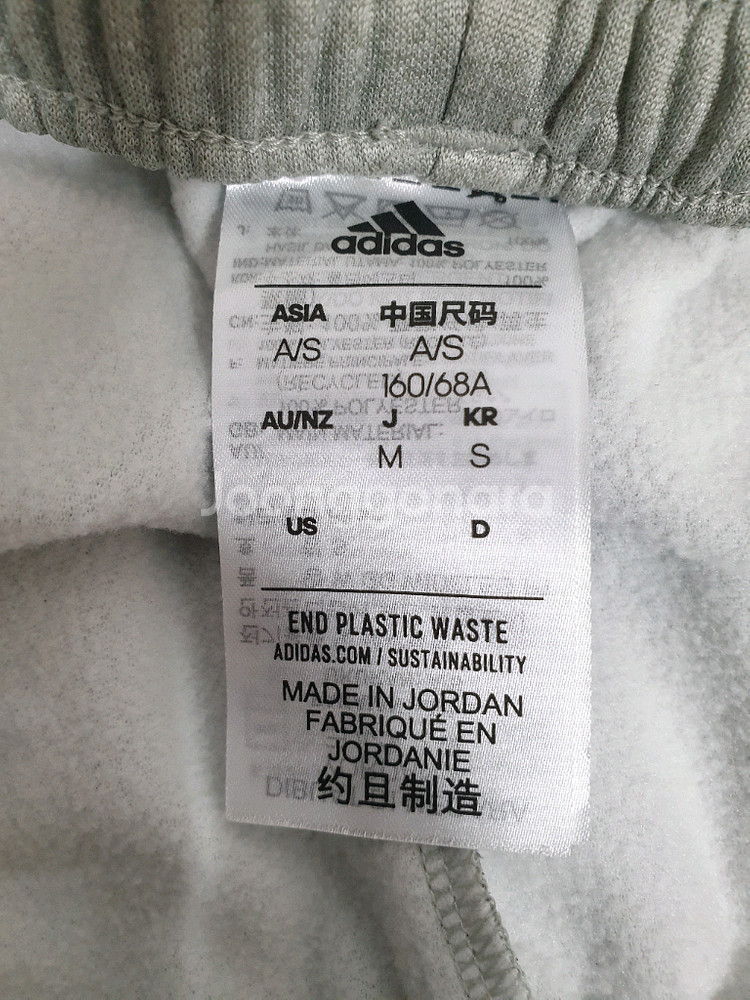 adidas
ASIA 中国尺码
A/S A/S
160/68A
AU/NZ J KR
M S
Joonggonara
US D
END PLASTIC WASTE
ADIDAS.COM / SUSTAINABILITY
MADE IN JORDAN
FABRIQUÉ EN
JORDANIE
约旦制造